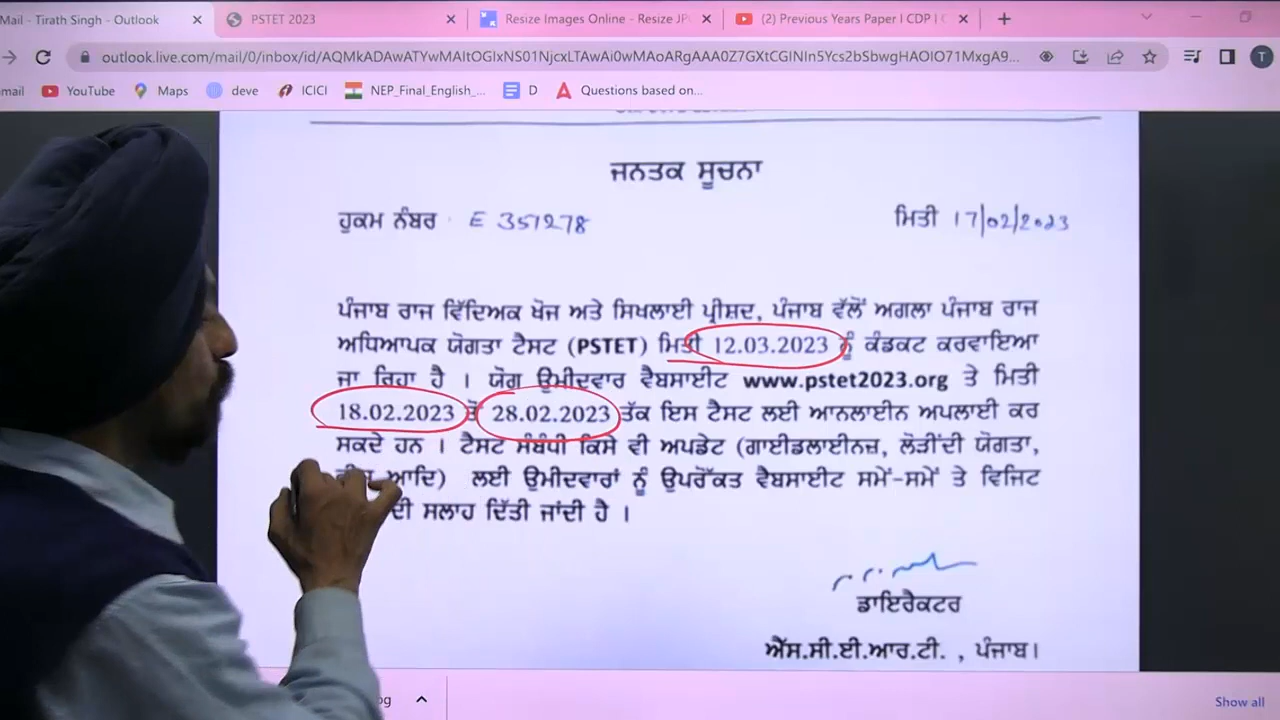 Mail - Tirath Singh - Outlook
PSTET 2023
Resize Images Online - Resize JP
(2) Previous Years Paper I CDP I
outlook.live.com/mail/0/inbox/id/AQMkADAwATYwMAItOGIxNS01NjcxLTAwAi0wMAoARgAAA0Z7GXtCGINIn5Ycs2bSbwgHAOIO71MxgA9...
T
mail
YouTube
Maps
deve
ICICI
NEP_Final_English_...
D
Questions based on...
ਜਨਤਕ ਸੂਚਨਾ
ਹੁਕਮ ਨੰਬਰ : E 351278
ਮਿਤੀ 17/02/2023
ਪੰਜਾਬ ਰਾਜ ਵਿੱਦਿਅਕ ਖੋਜ ਅਤੇ ਸਿਖਲਾਈ ਪ੍ਰੀਸ਼ਦ, ਪੰਜਾਬ ਵੱਲੋਂ ਅਗਲਾ ਪੰਜਾਬ ਰਾਜ
ਅਧਿਆਪਕ ਯੋਗਤਾ ਟੈਸਟ (PSTET) ਮਿਤੀ 12.03.2023 ਨੂੰ ਕੰਡਕਟ ਕਰਵਾਇਆ
ਜਾ ਰਿਹਾ ਹੈ । ਯੋਗ ਉਮੀਦਵਾਰ ਵੈਬਸਾਈਟ www.pstet2023.org ਤੇ ਮਿਤੀ
18.02.2023 ਤੋਂ 28.02.2023 ਤੱਕ ਇਸ ਟੈਸਟ ਲਈ ਆਨਲਾਈਨ ਅਪਲਾਈ ਕਰ
ਸਕਦੇ ਹਨ । ਟੈਸਟ ਸੰਬੰਧੀ ਕਿਸੇ ਵੀ ਅਪਡੇਟ (ਗਾਈਡਲਾਈਨਜ਼, ਲੋੜੀਂਦੀ ਯੋਗਤਾ,
ਆਦਿ) ਲਈ ਉਮੀਦਵਾਰਾਂ ਨੂੰ ਉਪਰੋਕਤ ਵੈਬਸਾਈਟ ਸਮੇਂ-ਸਮੇਂ ਤੇ ਵਿਜਿਟ
ਦੀ ਸਲਾਹ ਦਿੱਤੀ ਜਾਂਦੀ ਹੈ ।
ਡਾਇਰੈਕਟਰ
ਐੱਸ.ਸੀ.ਈ.ਆਰ.ਟੀ. , ਪੰਜਾਬ।
Show all